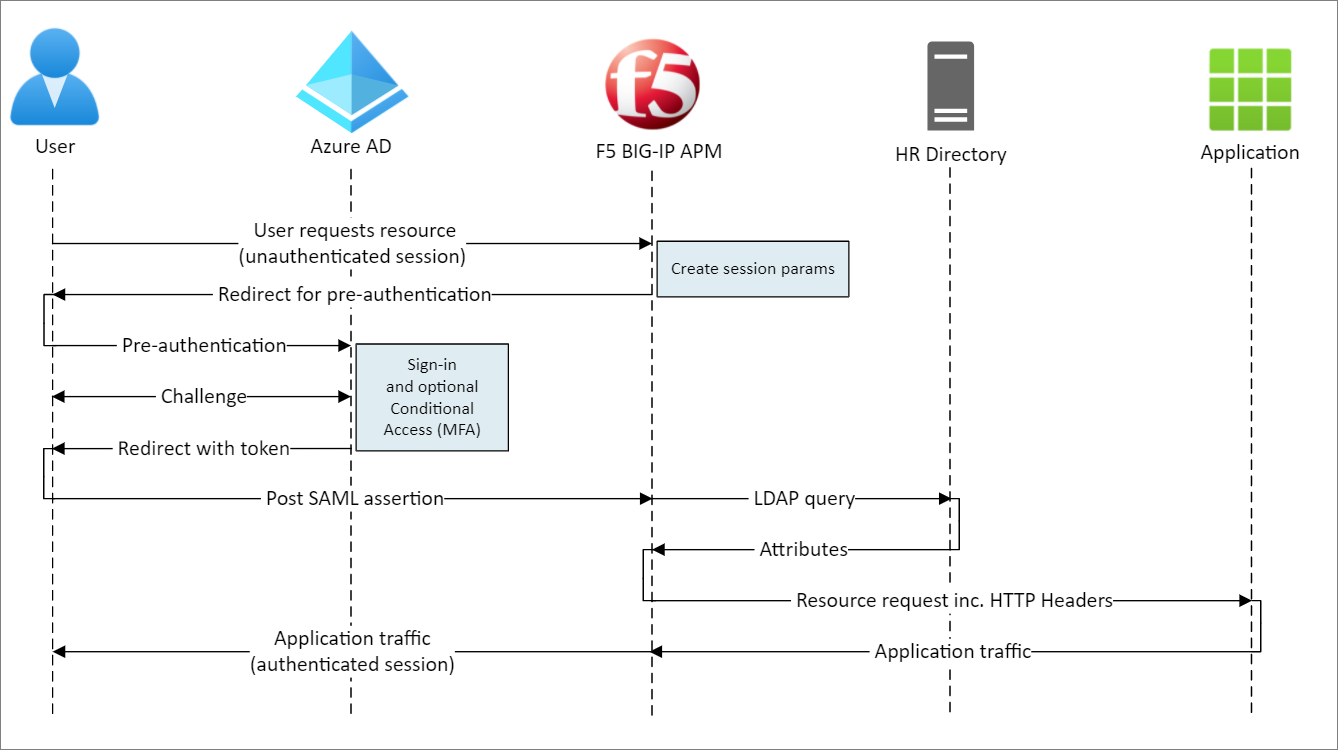 f5
User
Azure AD
F5 BIG-IP APM
HR Directory
Application
User requests resource
(unauthenticated session)
Create session params
Redirect for pre-authentication
Pre-authentication
Sign-in
and optional
Conditional
Access (MFA)
Challenge
Redirect with token
Post SAML assertion
LDAP query
Attributes
Resource request inc. HTTP Headers
Application traffic
(authenticated session)
Application traffic